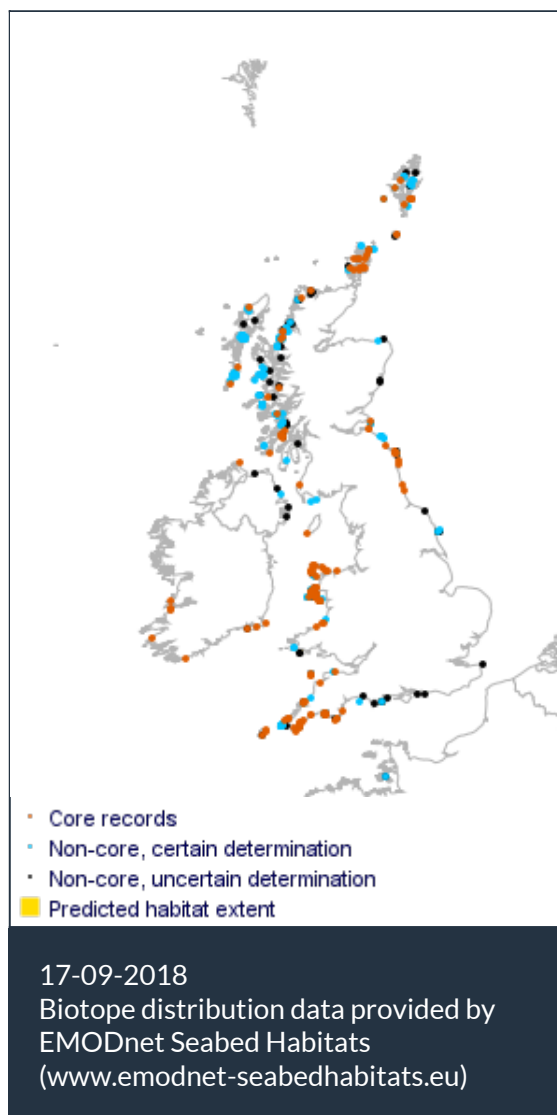 Core records
Non-core, certain determination
Non-core, uncertain determination
Predicted habitat extent
17-09-2018
Biotope distribution data provided by
EMODnet Seabed Habitats
(www.emodnet-seabedhabitats.eu)